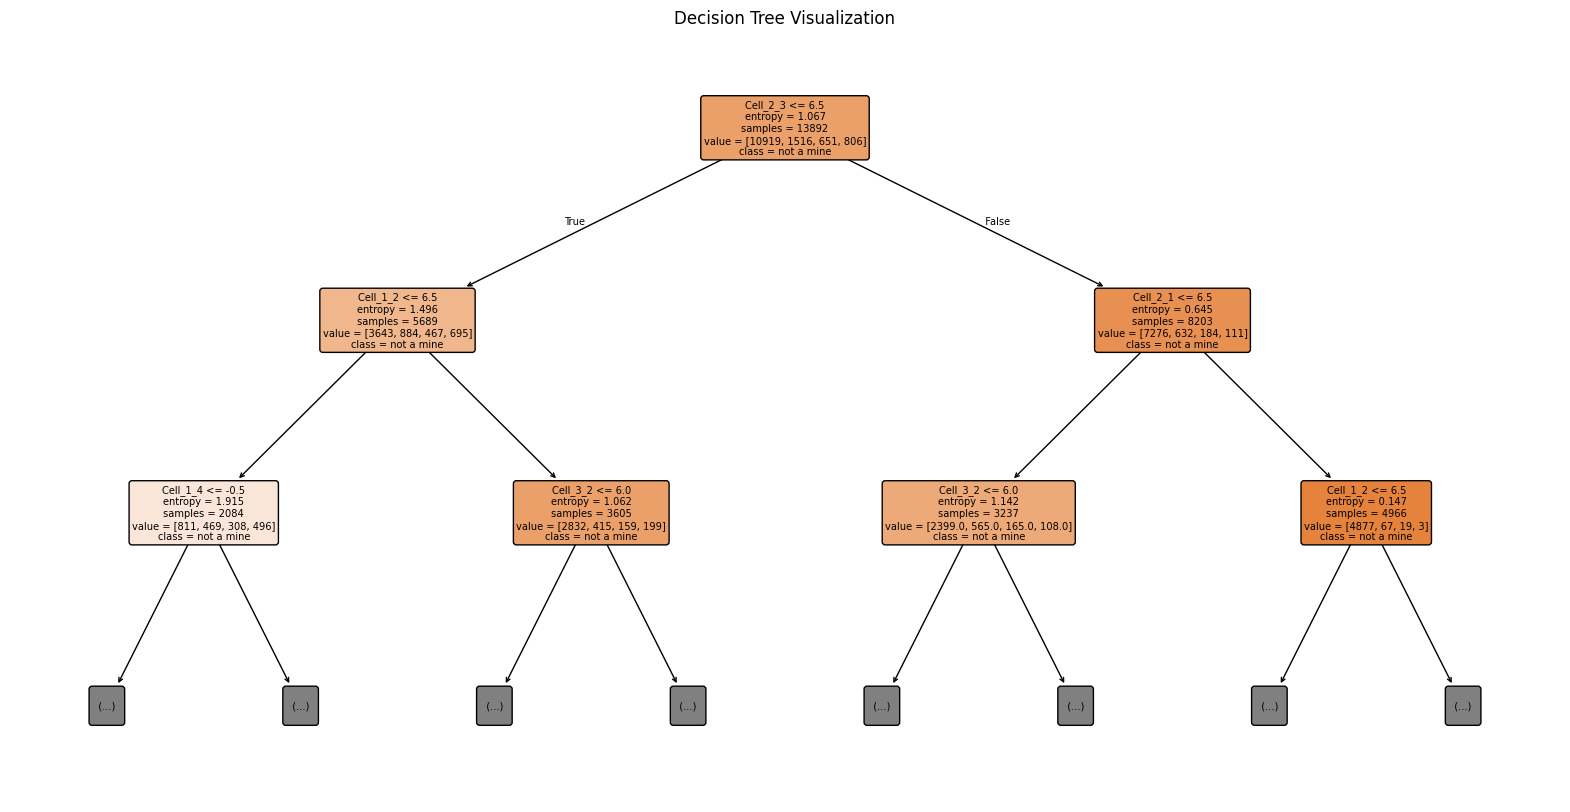 Decision Tree Visualization
Cell_2_3 <= 6.5
entropy = 1.067
samples = 13892
value = [10919, 1516, 651, 806]
class = not a mine
True
False
Cell_1_2 <= 6.5
entropy = 1.496
samples = 5689
value = [3643, 884, 467, 695]
class = not a mine
Cell_2_1 <= 6.5
entropy = 0.645
samples = 8203
value = [7276, 632, 184, 111]
class = not a mine
Cell_1_4 <= -0.5
entropy = 1.915
samples = 2084
value = [811, 469, 308, 496]
class = not a mine
Cell_3_2 <= 6.0
entropy = 1.062
samples = 3605
value = [2832, 415, 159, 199]
class = not a mine
Cell_3_2 <= 6.0
entropy = 1.142
samples = 3237
value = [2399.0, 565.0, 165.0, 108.0]
class = not a mine
Cell_1_2 <= 6.5
entropy = 0.147
samples = 4966
value = [4877, 67, 19, 3]
class = not a mine
(...)
(...)
(...)
(...)
(...)
(...)
(...)
(...)